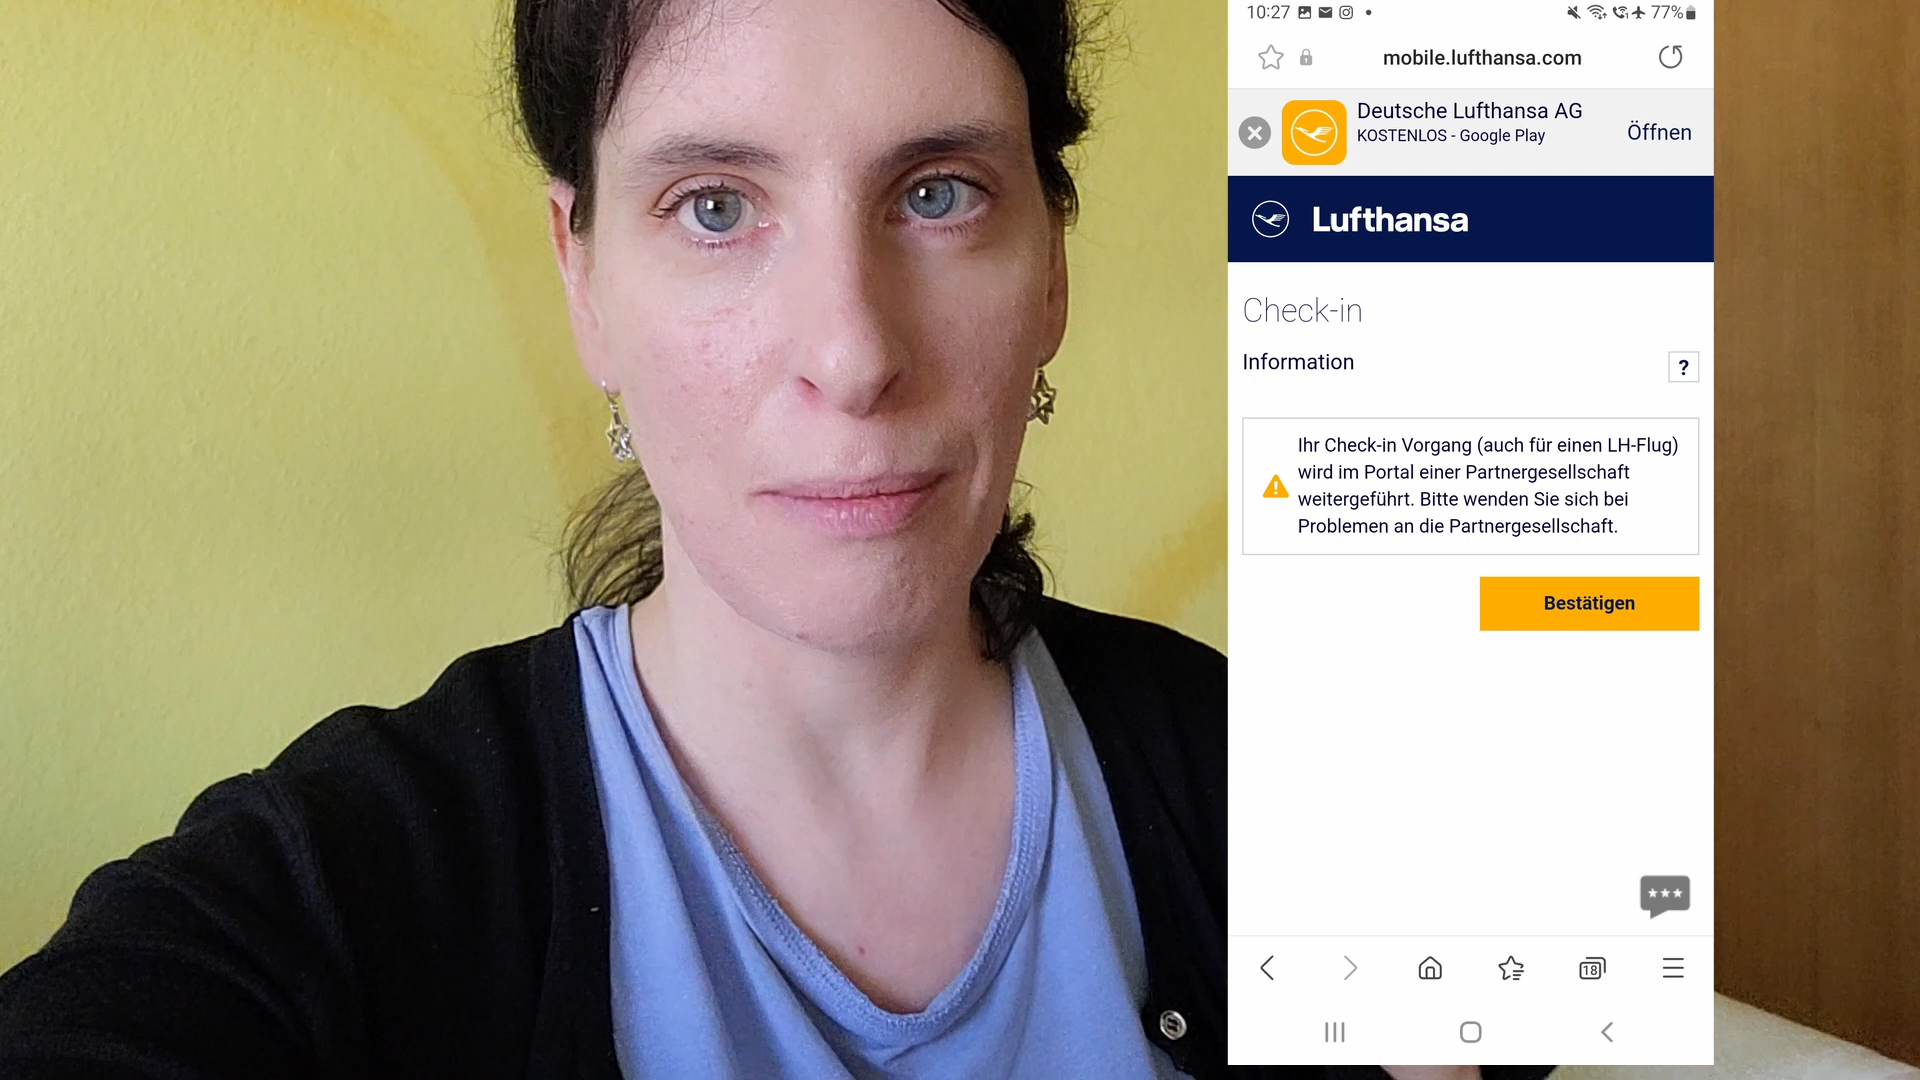 10:27 77%
mobile.lufthansa.com
Deutsche Lufthansa AG
KOSTENLOS - Google Play
Öffnen
Lufthansa
Check-in
Information
?
Ihr Check-in Vorgang (auch für einen LH-Flug)
wird im Portal einer Partnergesellschaft
weitergeführt. Bitte wenden Sie sich bei
Problemen an die Partnergesellschaft.
Bestätigen
18